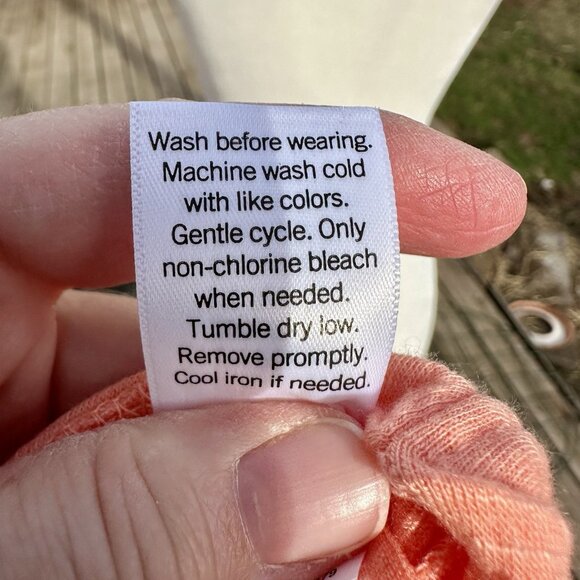 Wash before wearing.
Machine wash cold
with like colors.
Gentle cycle. Only
non-chlorine bleach
when needed.
Tumble dry low.
Remove promptly.
Cool iron if needed.